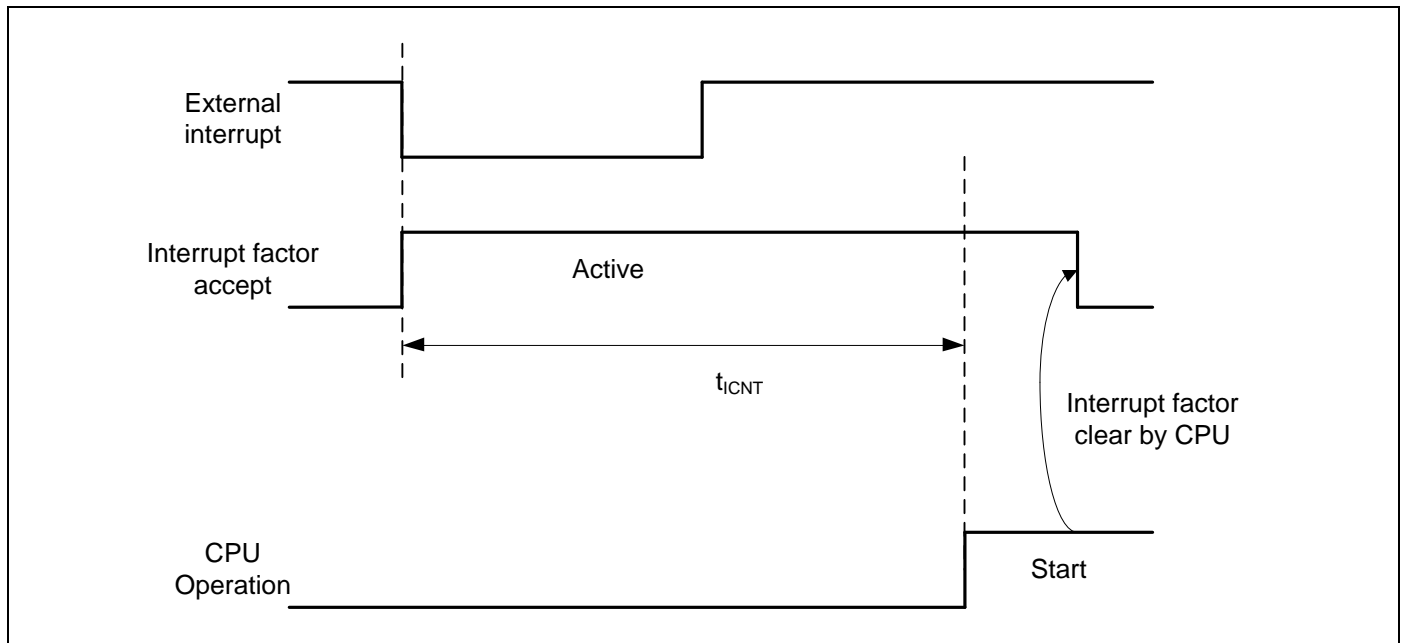 External
interrupt
Interrupt factor
accept
Active
tICNT
Interrupt factor
clear by CPU
CPU
Operation
Start